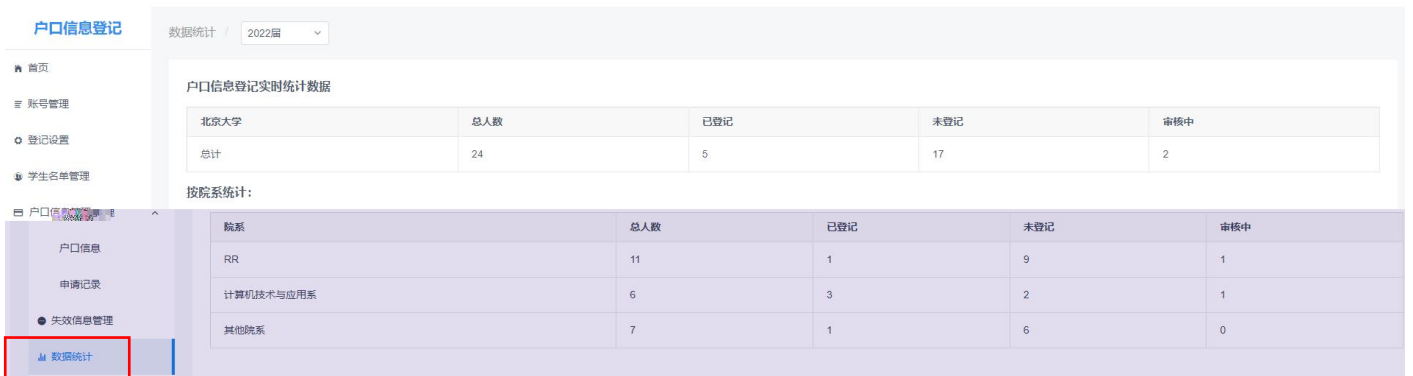 户口信息登记
数据统计 / 2022届
首页
账号管理
登记设置
学生名单管理
户口信息管理
户口信息
申请记录
失效信息管理
数据统计
户口信息登记实时统计数据
北京大学 总人数 已登记 未登记 审核中
总计 24 5 17 2
按院系统计：
院系 总人数 已登记 未登记 审核中
RR 11 1 9 1
计算机技术与应用系 6 3 2 1
其他院系 7 1 6 0